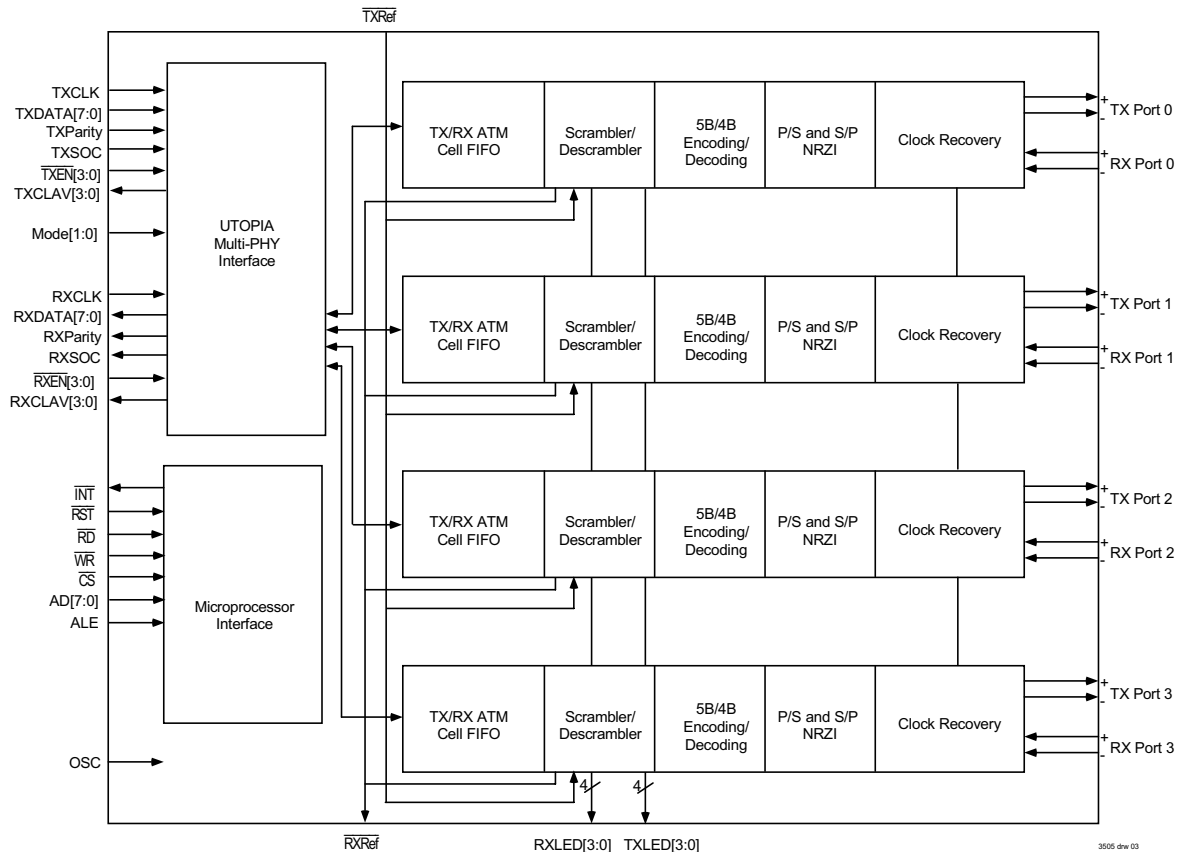 TXRef
TXCLK
TXDATA[7:0]
TXParity
TXSOC
TXEN[3:0]
TXCLAV[3:0]
Mode[1:0]
RXCLK
RXDATA[7:0]
RXParity
RXSOC
RXEN[3:0]
RXCLAV[3:0]
UTOPIA
Multi-PHY
Interface
INT
RST
RD
WR
CS
AD[7:0]
ALE
Microprocessor
Interface
OSC
TX/RX ATM
Cell FIFO
Scrambler/
Descrambler
5B/4B
Encoding/
Decoding
P/S and S/P
NRZI
Clock Recovery
+
-
TX Port 0
+
-
RX Port 0
TX/RX ATM
Cell FIFO
Scrambler/
Descrambler
5B/4B
Encoding/
Decoding
P/S and S/P
NRZI
Clock Recovery
+
-
TX Port 1
+
-
RX Port 1
TX/RX ATM
Cell FIFO
Scrambler/
Descrambler
5B/4B
Encoding/
Decoding
P/S and S/P
NRZI
Clock Recovery
+
-
TX Port 2
+
-
RX Port 2
TX/RX ATM
Cell FIFO
Scrambler/
Descrambler
5B/4B
Encoding/
Decoding
P/S and S/P
NRZI
Clock Recovery
+
-
TX Port 3
+
-
RX Port 3
4
4
RXRef
RXLED[3:0]
TXLED[3:0]
3505 drw 03